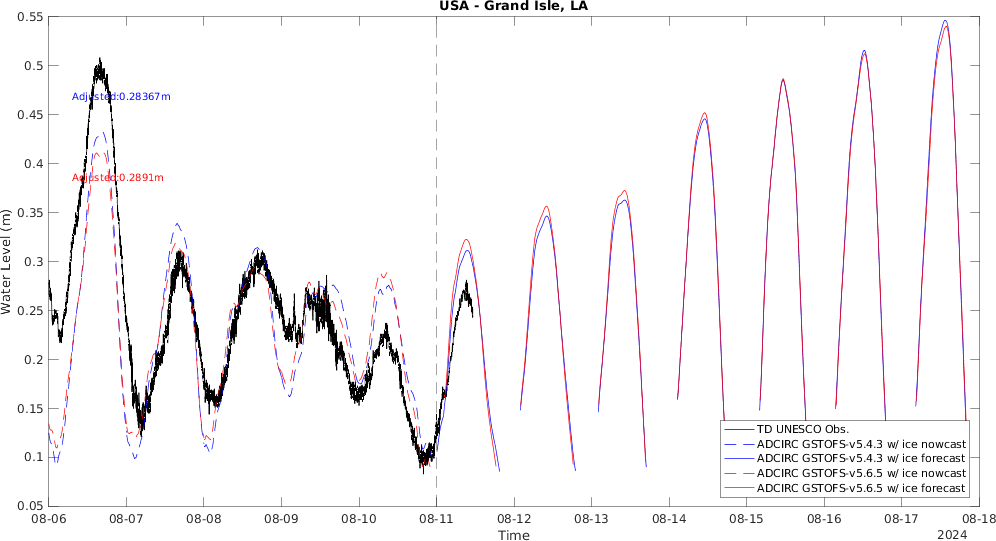 USA - Grand Isle, LA
0.55
0.5
0.45
0.4
0.35
0.3
0.25
0.2
0.15
0.1
0.05
Water Level (m)
Adjusted:0.28367m
Adjusted:0.2891m
TD UNESCO Obs.
ADCIRC GSTOFS-v5.4.3 w/ ice nowcast
ADCIRC GSTOFS-v5.4.3 w/ ice forecast
ADCIRC GSTOFS-v5.6.5 w/ ice nowcast
ADCIRC GSTOFS-v5.6.5 w/ ice forecast
08-06 08-07 08-08 08-09 08-10 08-11 08-12 08-13 08-14 08-15 08-16 08-17 08-18
Time
2024